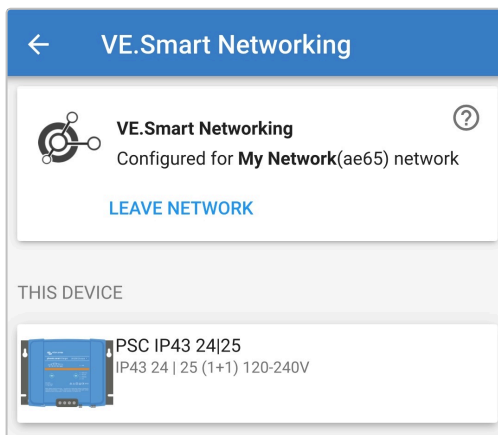 VE.Smart Networking
VE.Smart Networking
Configured for My Network(ae65) network
LEAVE NETWORK
THIS DEVICE
PSC IP43 24|25
IP43 24 | 25 (1+1) 120-240V